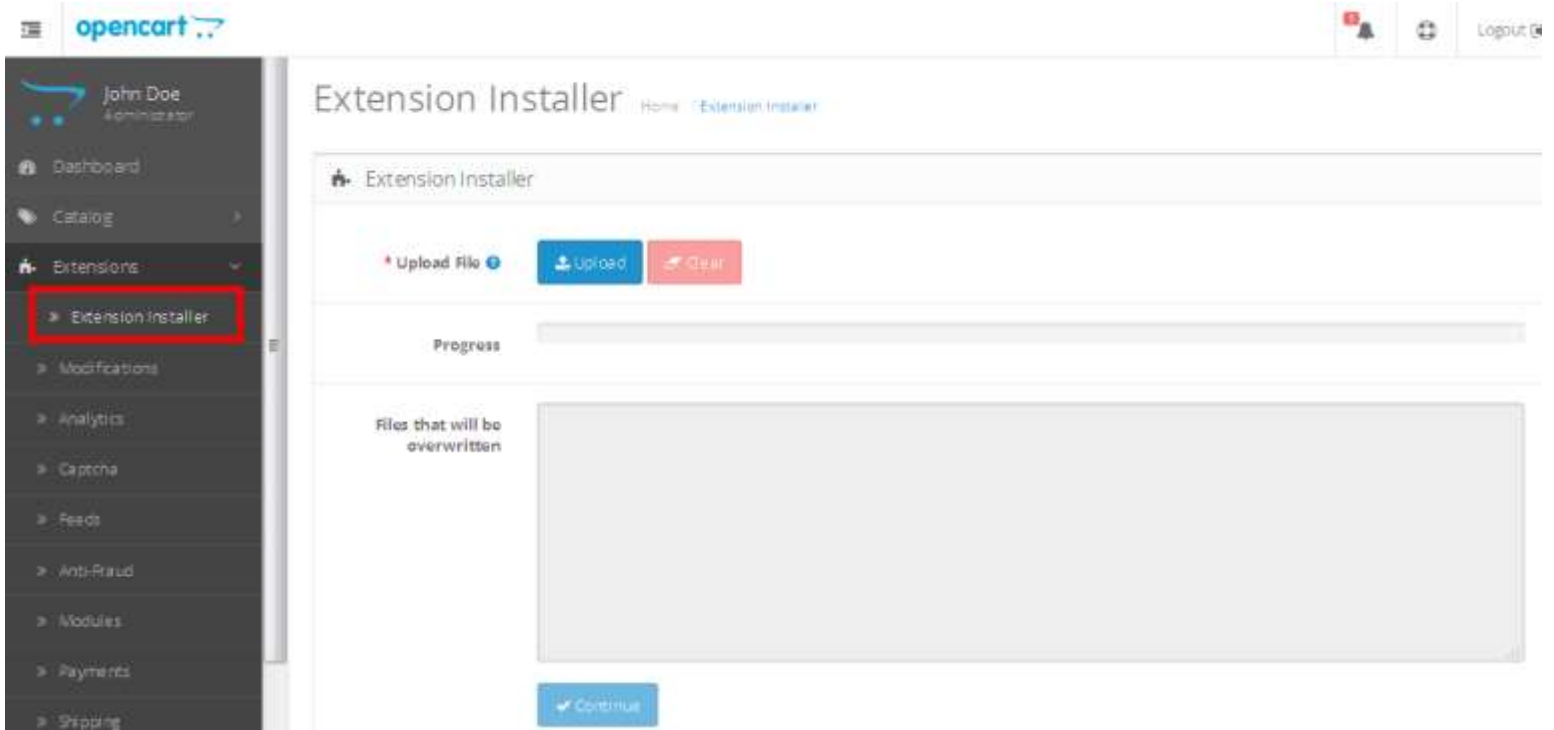 opencart
Logout
John Doe
Administrator
Extension Installer
Home
Extension Installer
Dashboard
Extension Installer
Catalog
* Upload File
Upload
Clear
Extensions
Extension Installer
Progress
Modifications
Analytics
Files that will be
overwritten
Captcha
Feeds
Anti-Fraud
Modules
Payments
Continue
Shipping